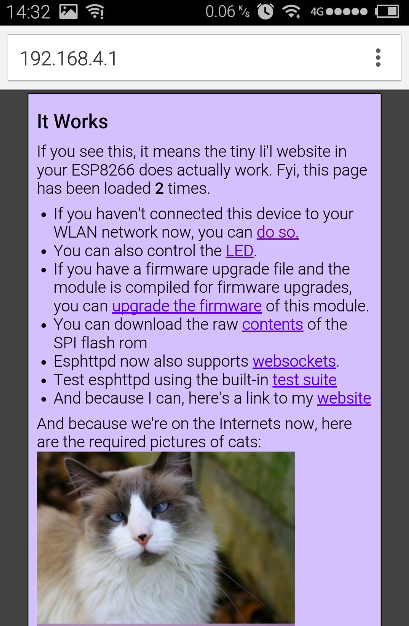 14:32 0.06 K/s 4G
192.168.4.1
It Works
If you see this, it means the tiny li'l website in
your ESP8266 does actually work. Fyi, this page
has been loaded 2 times.
• If you haven't connected this device to your
WLAN network now, you can do so.
• You can also control the LED.
• If you have a firmware upgrade file and the
module is compiled for firmware upgrades,
you can upgrade the firmware of this module.
• You can download the raw contents of the
SPI flash rom
• Esphttpd now also supports websockets.
• Test esphttpd using the built-in test suite
• And because I can, here's a link to my website
And because we're on the Internets now, here
are the required pictures of cats: